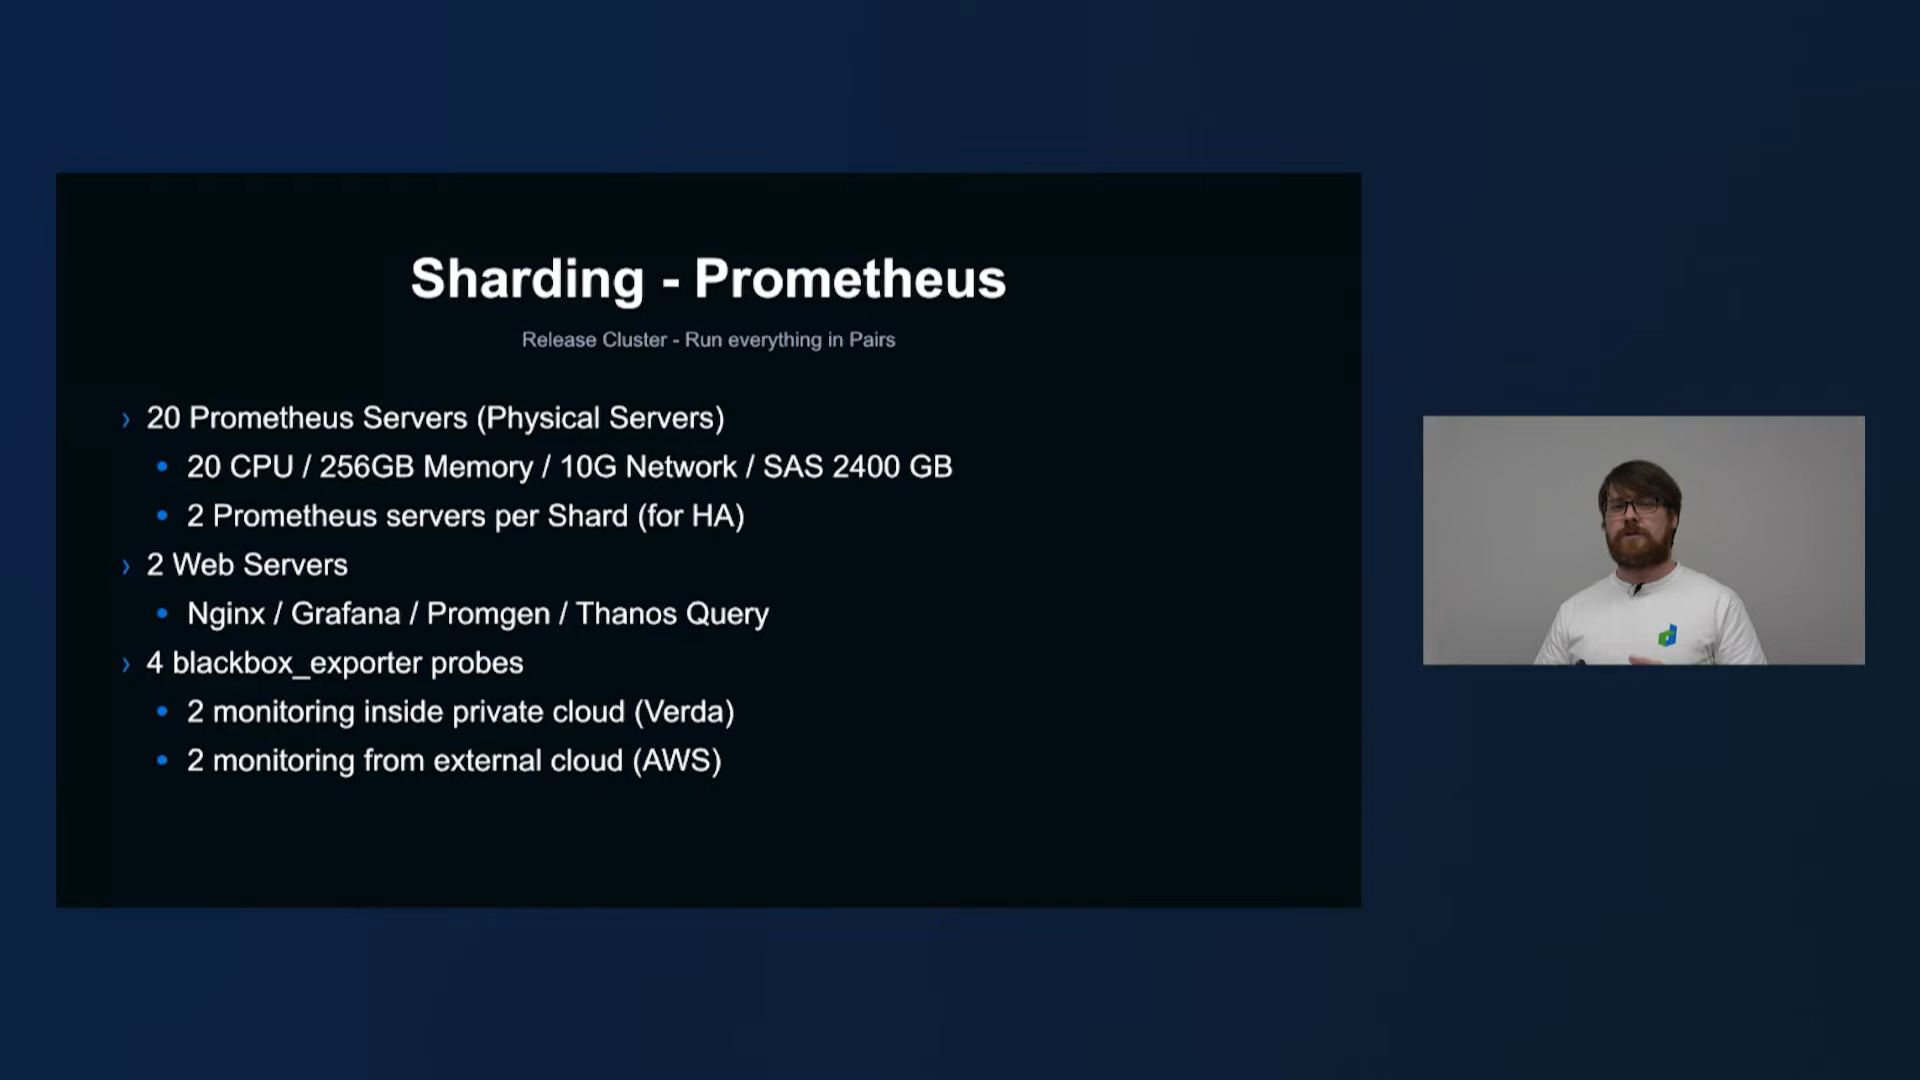 Sharding - Prometheus
Release Cluster - Run everything in Pairs
› 20 Prometheus Servers (Physical Servers)
• 20 CPU / 256GB Memory / 10G Network / SAS 2400 GB
• 2 Prometheus servers per Shard (for HA)
› 2 Web Servers
• Nginx / Grafana / Promgen / Thanos Query
› 4 blackbox_exporter probes
• 2 monitoring inside private cloud (Verda)
• 2 monitoring from external cloud (AWS)